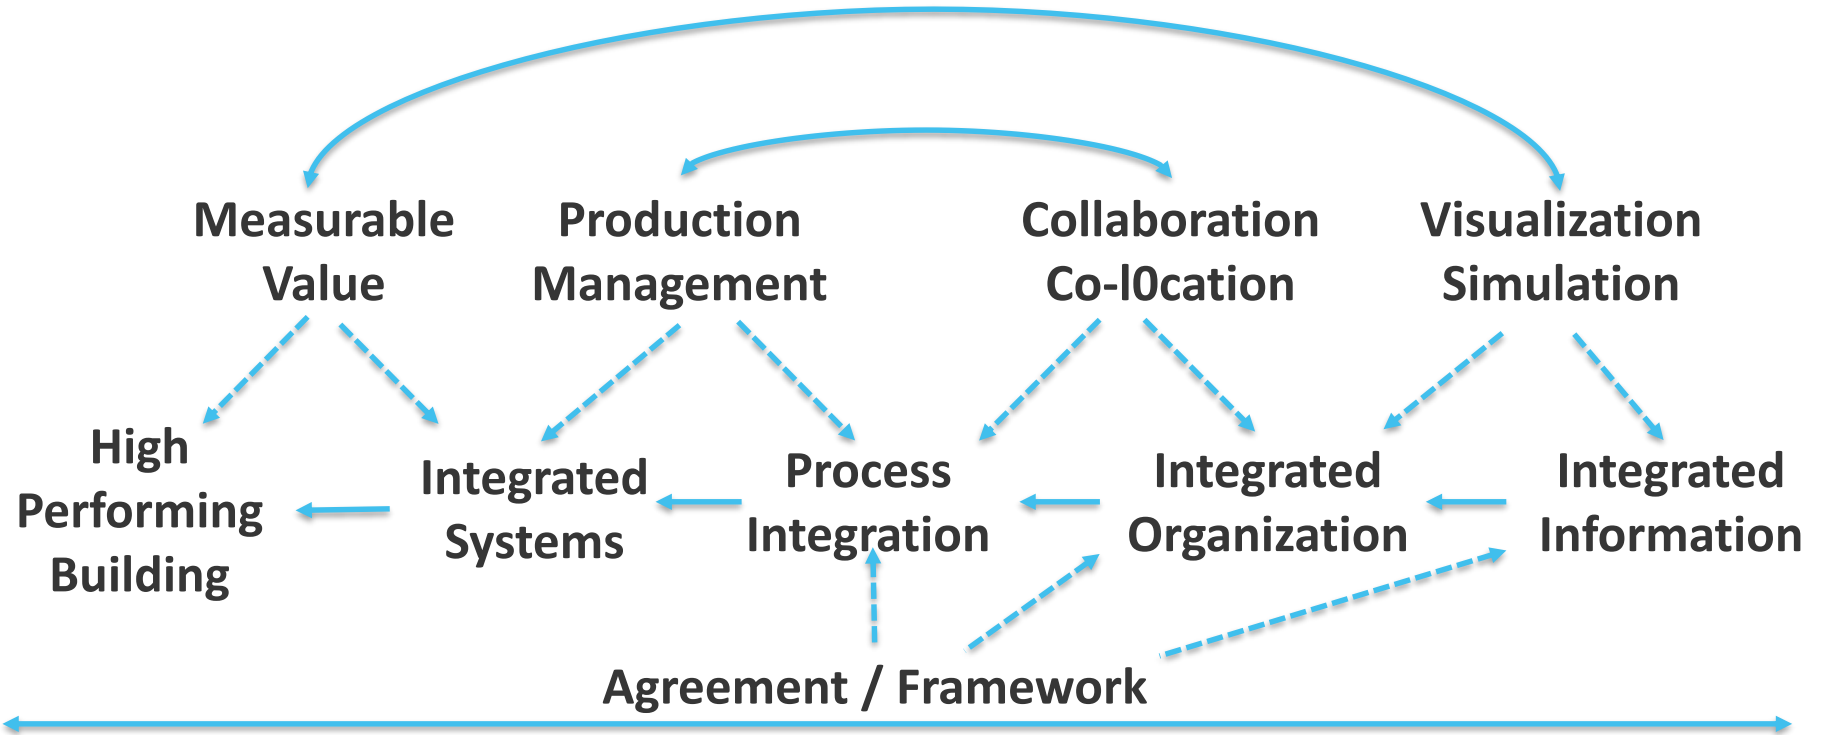 Measurable
Value
Production
Management
Collaboration
Co-l0cation
Visualization
Simulation
High
Performing
Building
Integrated
Systems
Process
Integration
Integrated
Organization
Integrated
Information
Agreement / Framework